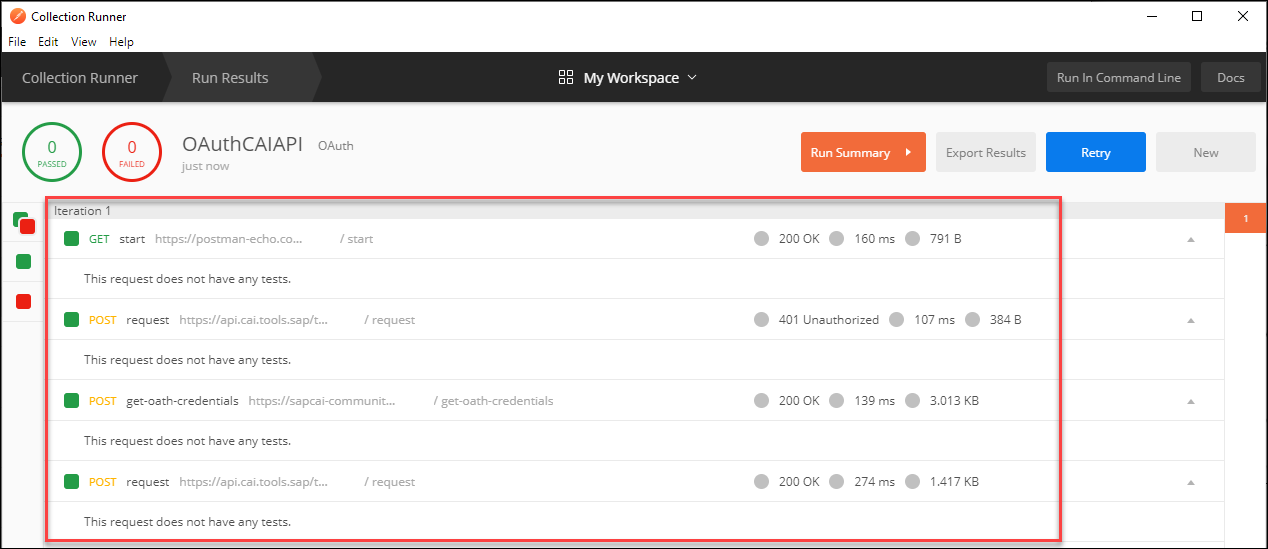 Collection Runner
File Edit View Help
Collection Runner Run Results My Workspace Run In Command Line Docs
0 PASSED
0 FAILED
OAuthCAIAPI OAuth
just now
Run Summary Export Results Retry New
Iteration 1
1
GET start https://postman-echo.co... / start 200 OK 160 ms 791 B
This request does not have any tests.
POST request https://api.cai.tools.sap/t... / request 401 Unauthorized 107 ms 384 B
This request does not have any tests.
POST get-oath-credentials https://sapcai-communit... / get-oath-credentials 200 OK 139 ms 3.013 KB
This request does not have any tests.
POST request https://api.cai.tools.sap/t... / request 200 OK 274 ms 1.417 KB
This request does not have any tests.